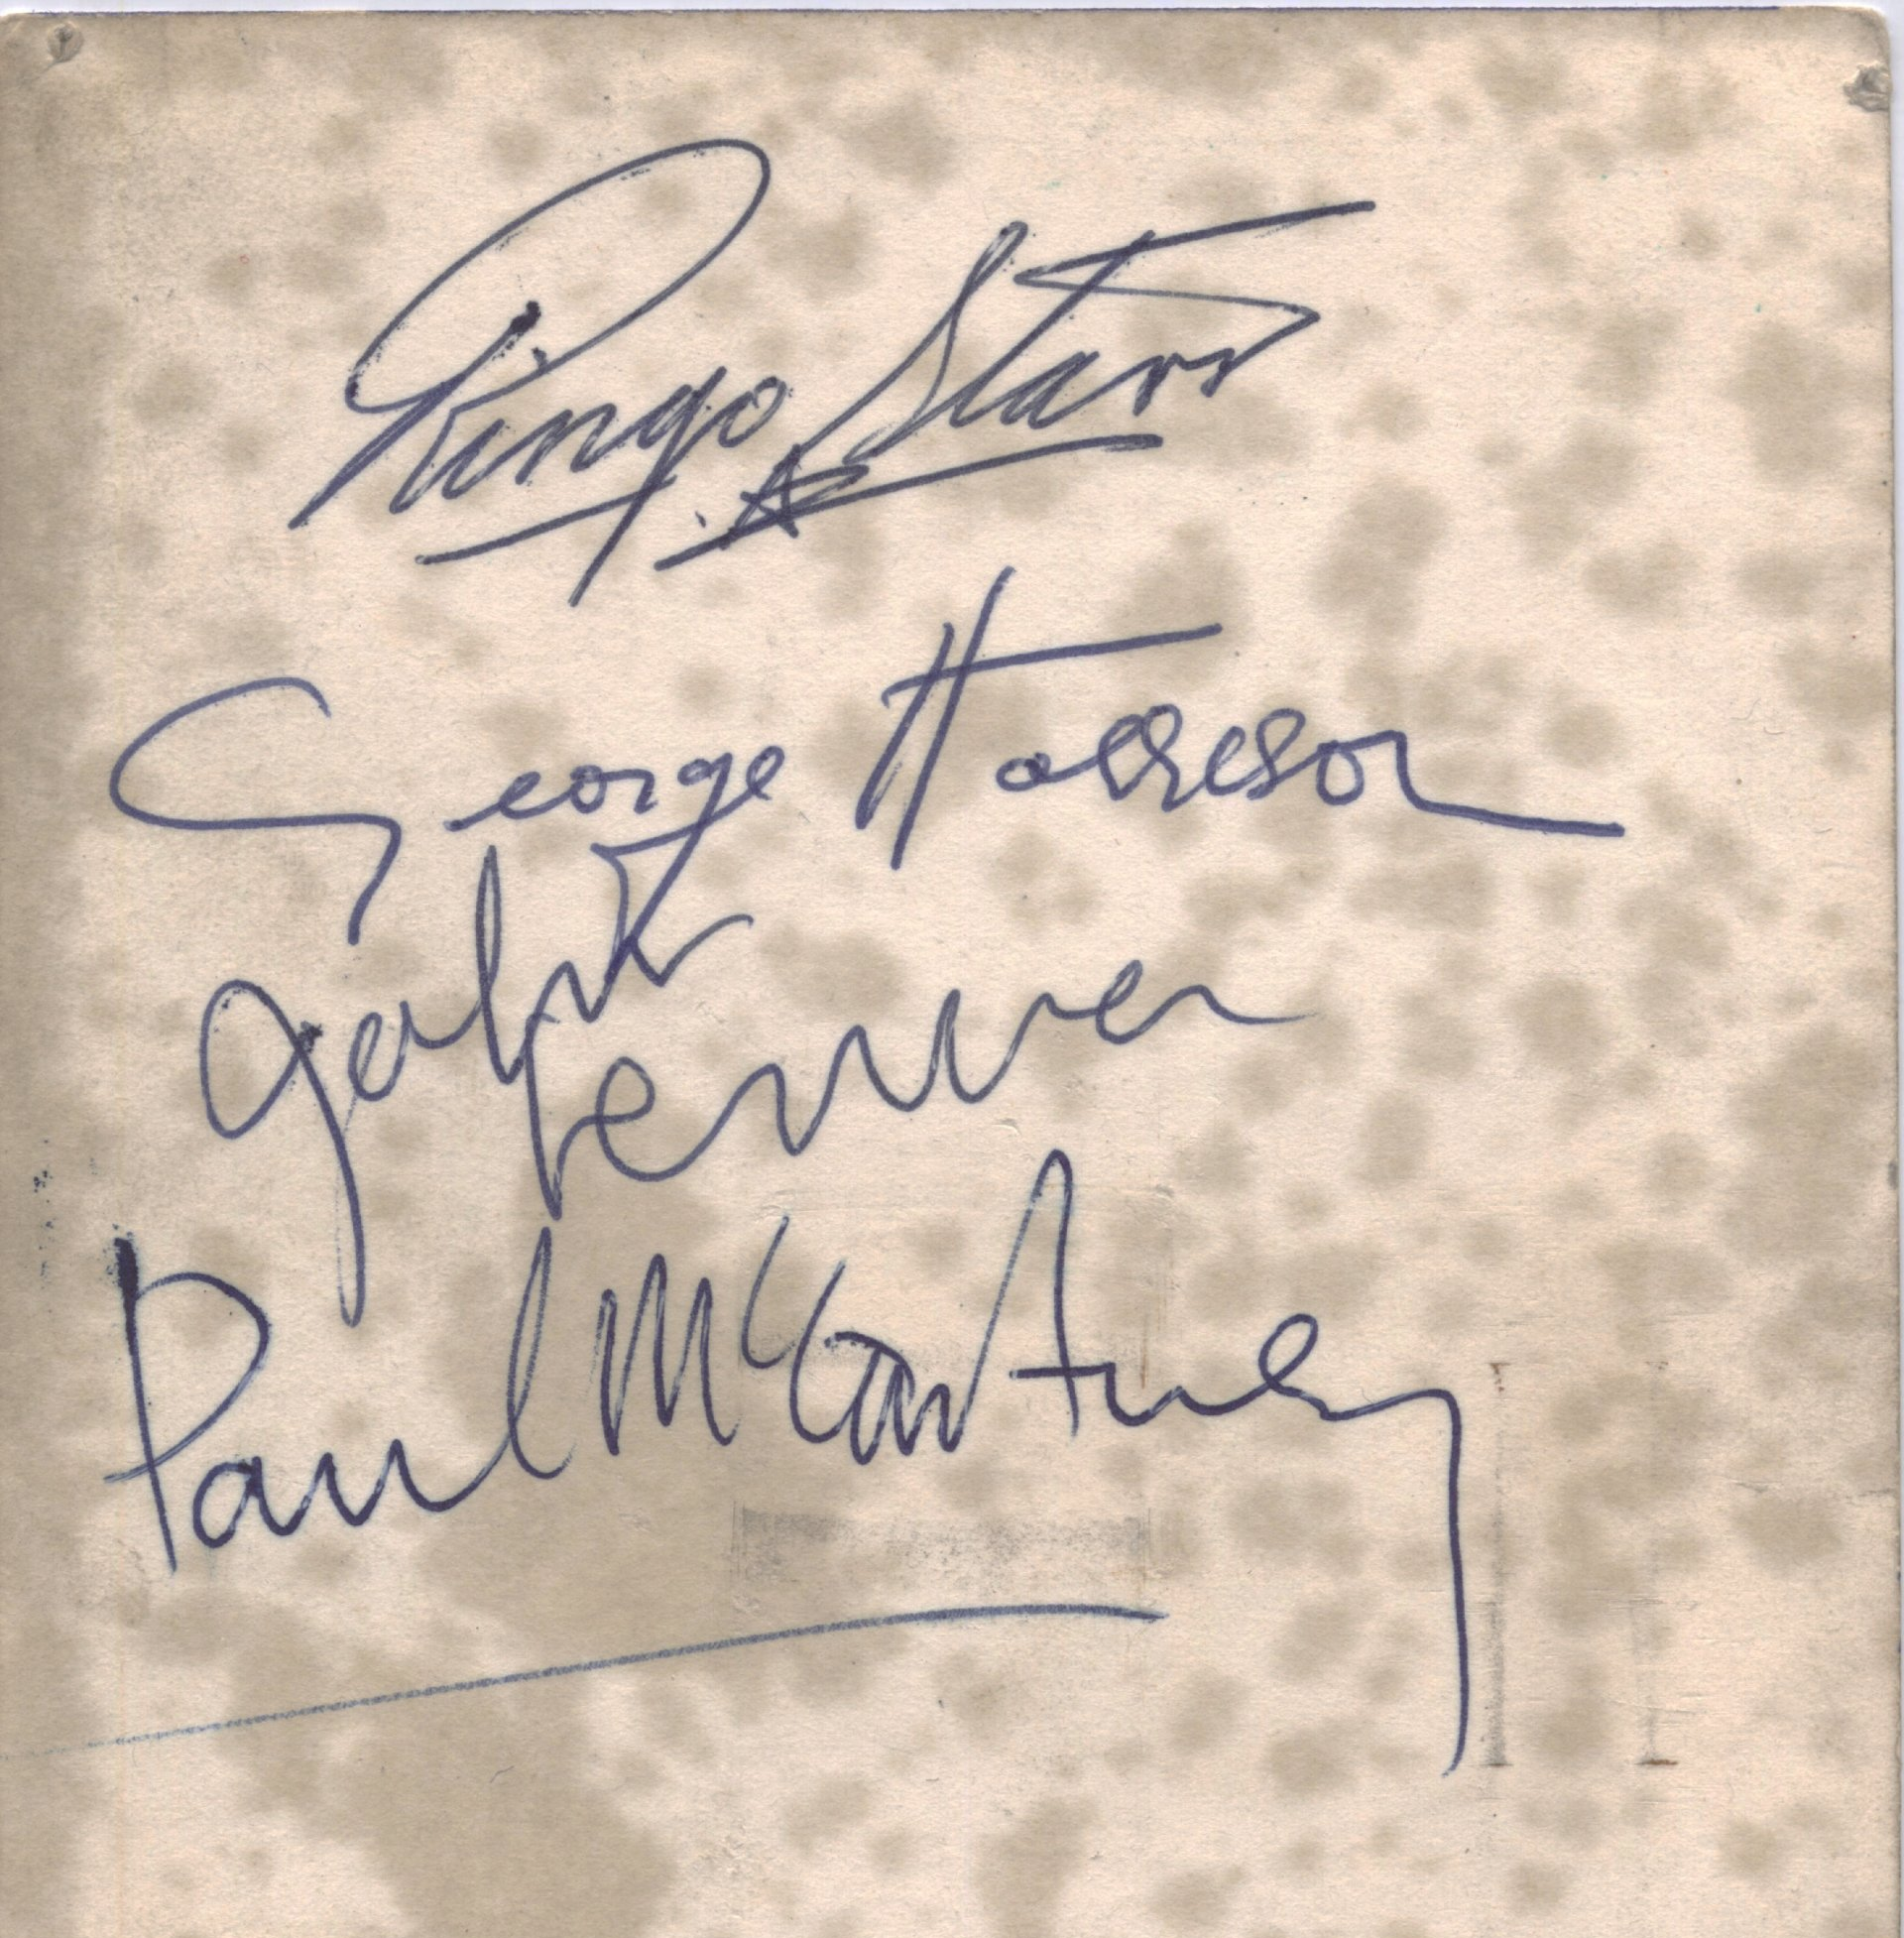 Ringo Starr
George Harrison
John
Lennon
Paul McCartney